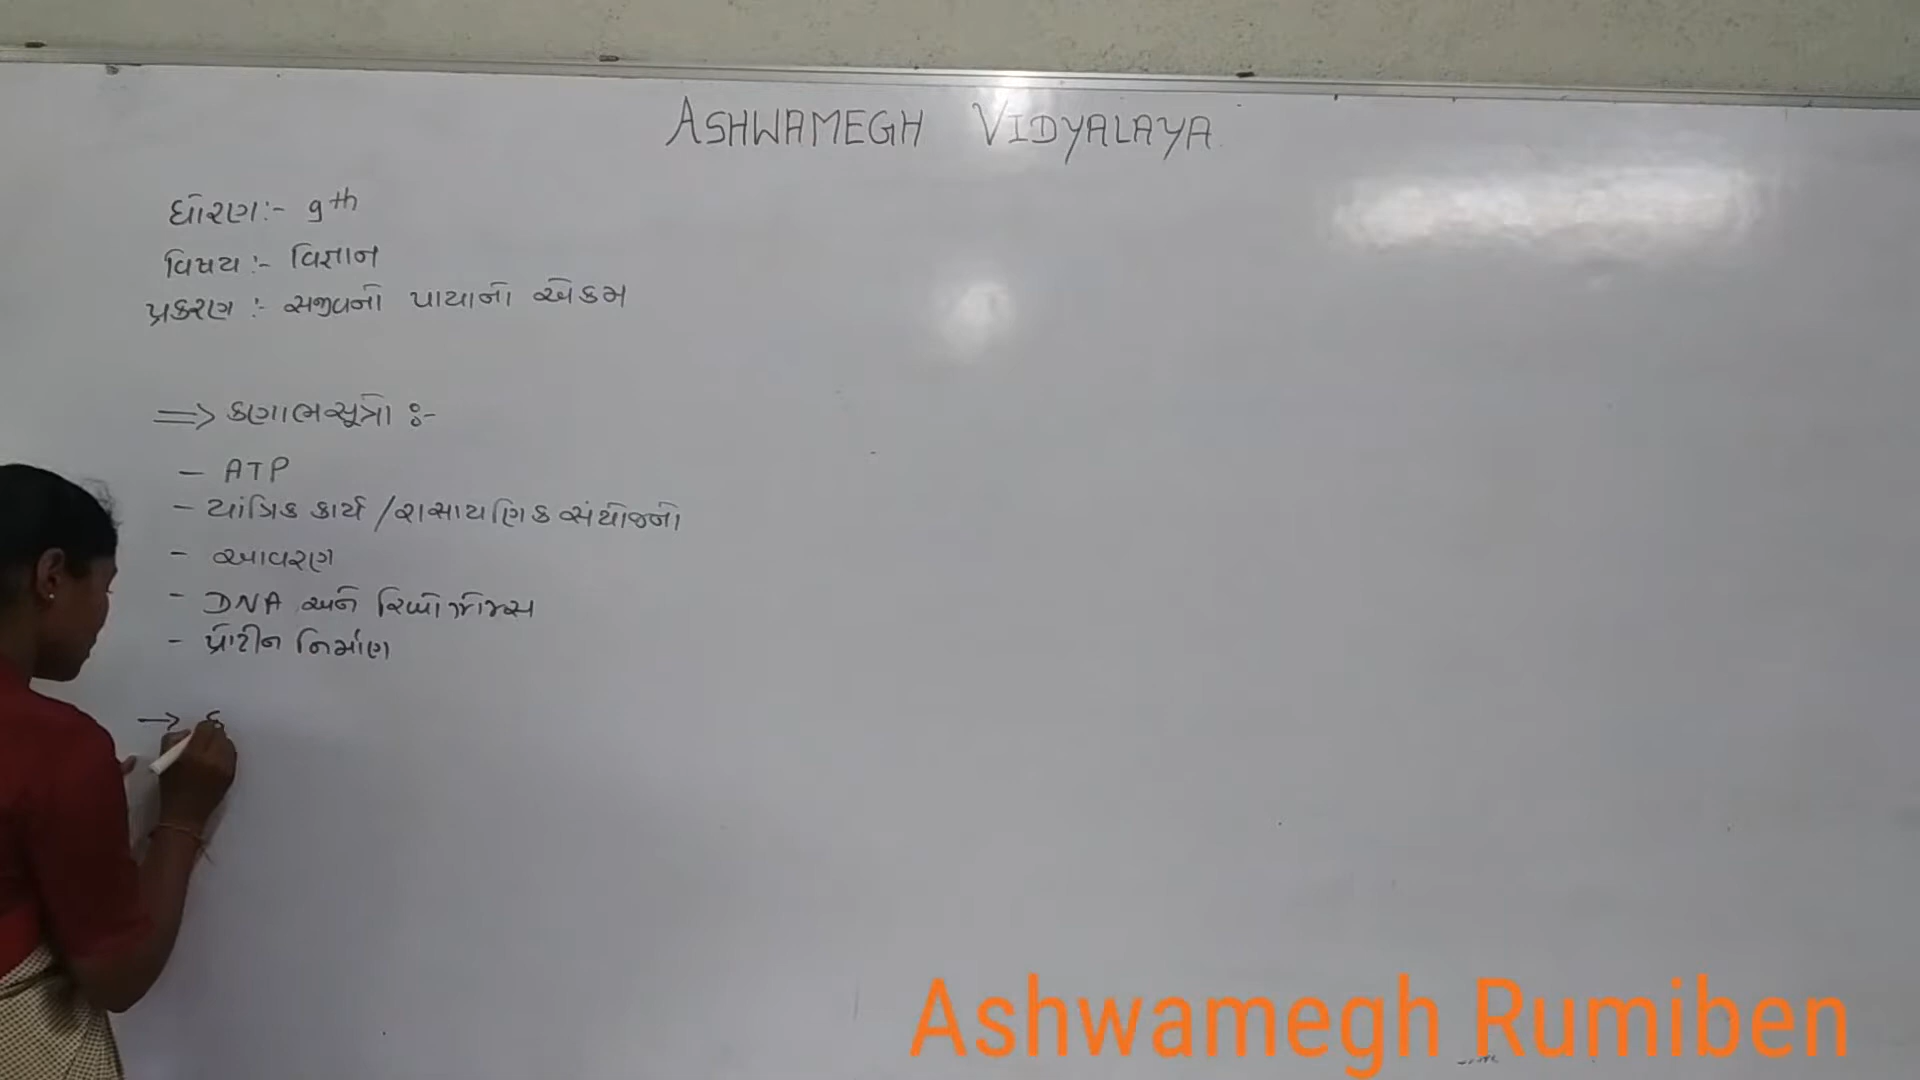 ASHWAMEGH VIDYALAYA
ધોરણ :- 9th
વિષય :- વિજ્ઞાન
પ્રકરણ :- સજીવનો પાયાનો એકમ
=> કણાભસૂત્રો :-
- ATP
- યાંત્રિક કાર્ય / રાસાયણિક સંયોજનો
- આવરણ
- DNA અને રિબોઝોમ્સ
- પ્રોટીન નિર્માણ
->
Ashwamegh Rumiben